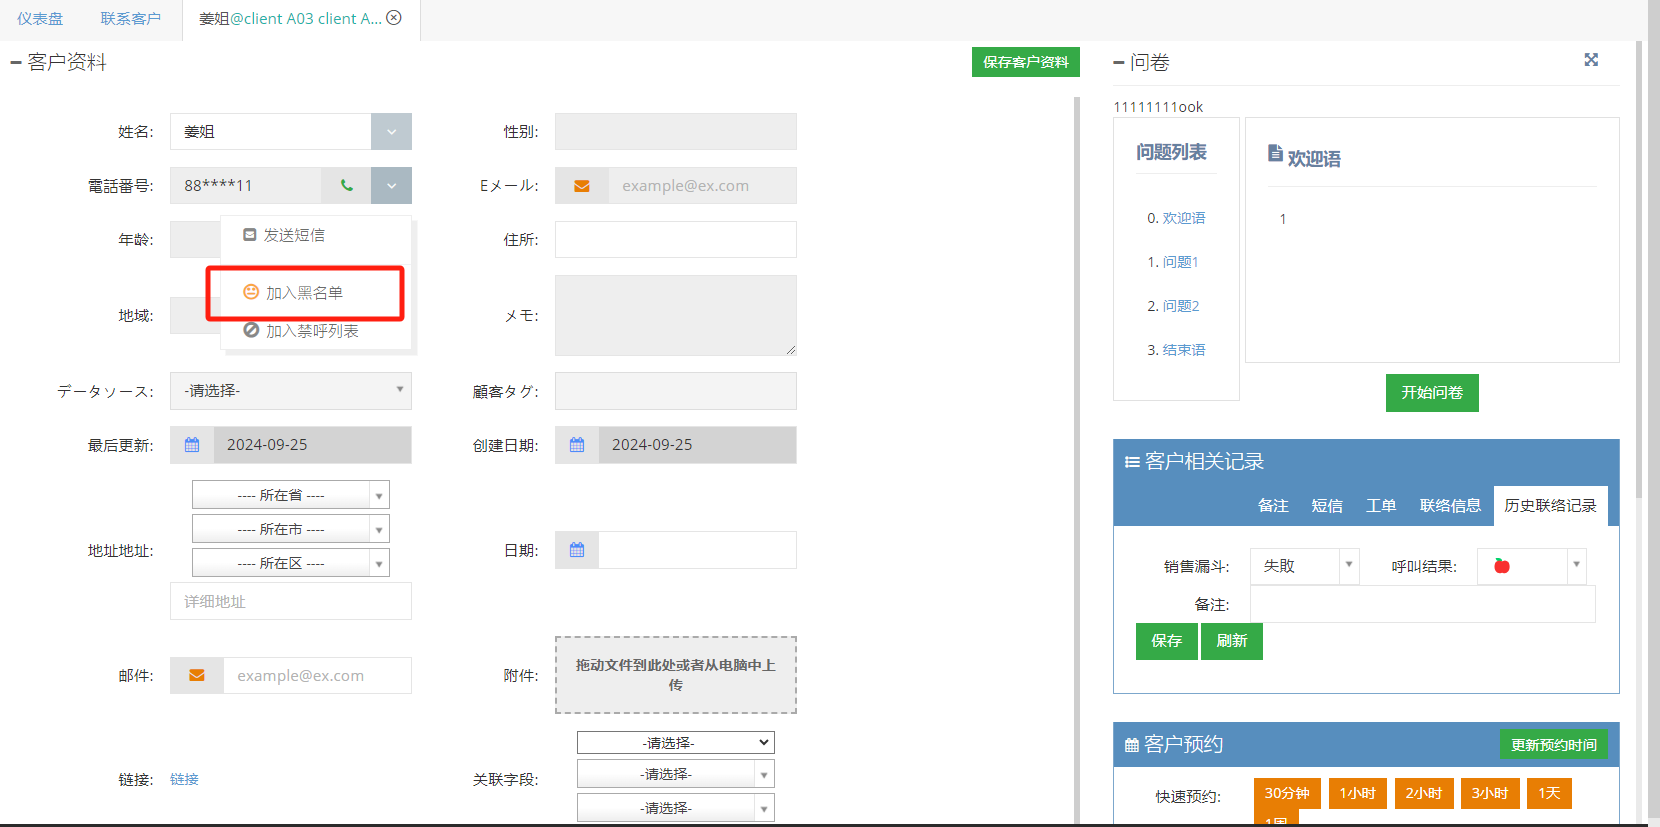 仪表盘
联系客户
姜姐@client A03 client A...
客户资料
保存客户资料
姓名:
姜姐
性别:
電話番号:
88****11
Eメール:
example@ex.com
年龄:
发送短信
住所:
加入黑名单
地域:
加入禁呼列表
メモ:
データソース:
-请选择-
顧客タグ:
最后更新:
2024-09-25
创建日期:
2024-09-25
地址地址:
---- 所在省 ----
---- 所在市 ----
---- 所在区 ----
详细地址
日期:
邮件:
example@ex.com
附件:
拖动文件到此处或者从电脑中上
传
链接:
链接
关联字段:
-请选择-
-请选择-
-请选择-
问卷
11111111ook
问题列表
0. 欢迎语
1. 问题1
2. 问题2
3. 结束语
欢迎语
1
开始问卷
客户相关记录
备注
短信
工单
联络信息
历史联络记录
销售漏斗:
失败
呼叫结果:
备注:
保存
刷新
客户预约
更新预约时间
快速预约:
30分钟
1小时
2小时
3小时
1天
1周